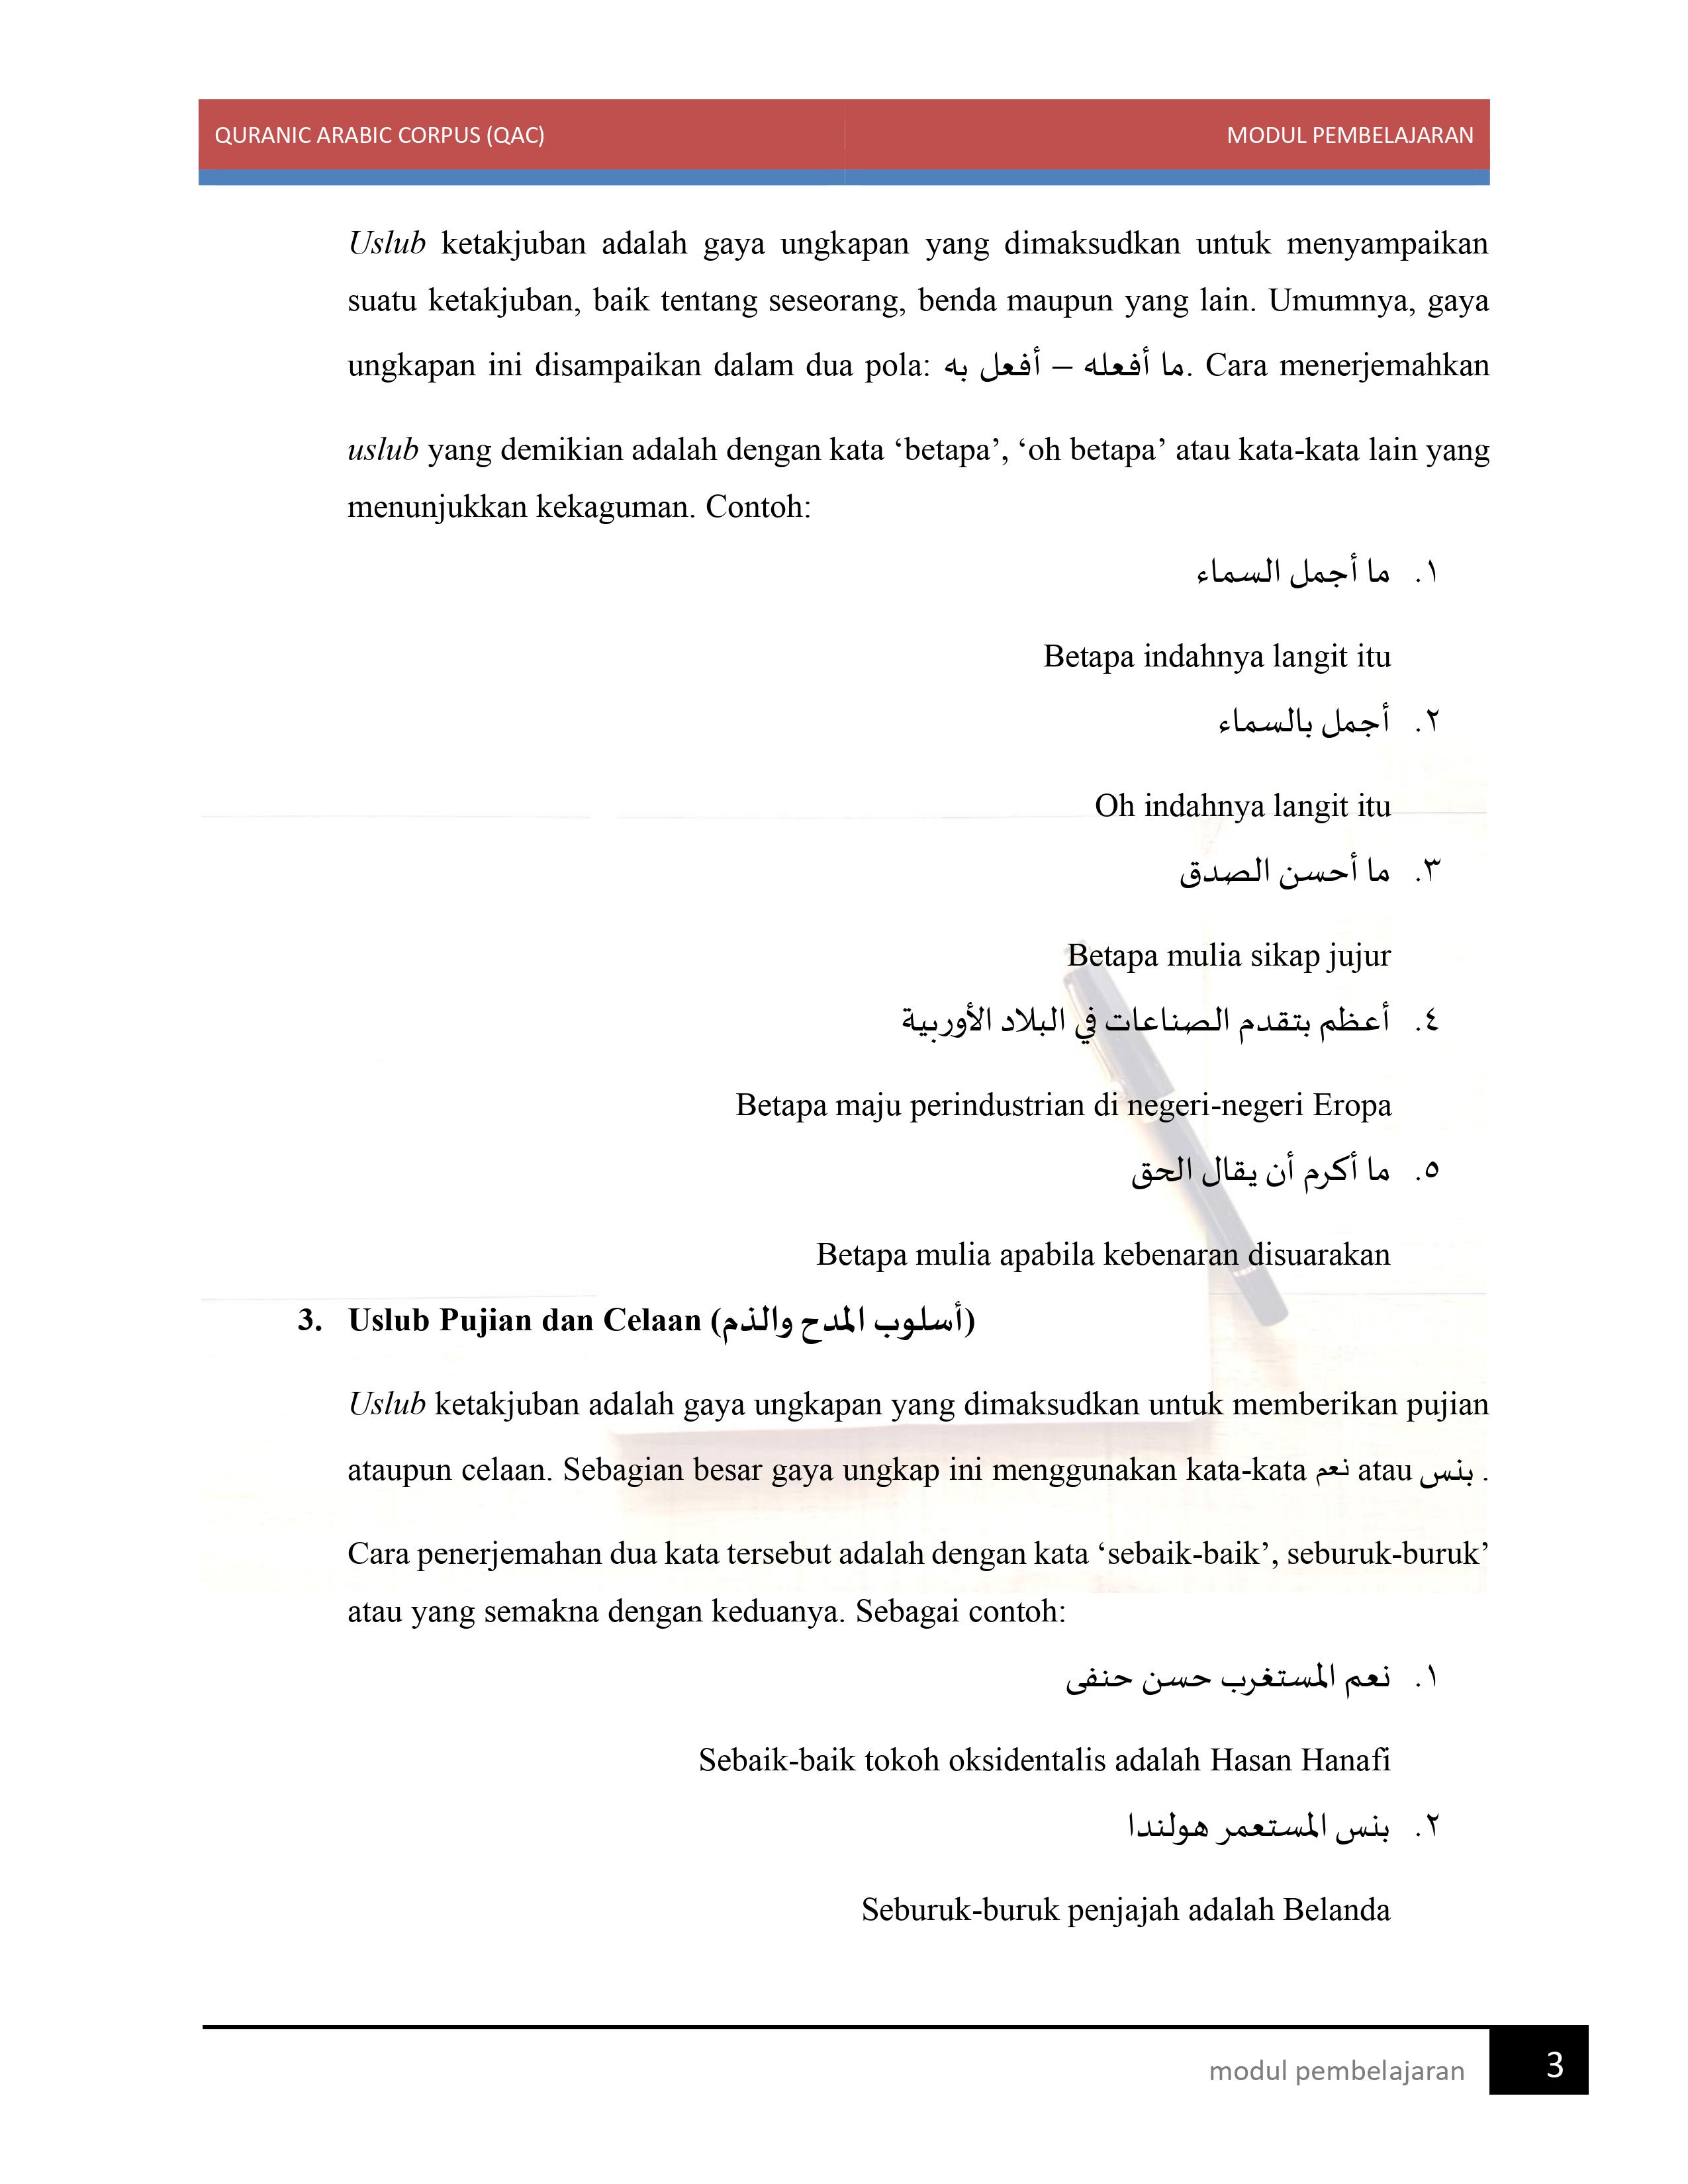 QURANIC ARABIC CORPUS (QAC) MODUL PEMBELAJARAN
Uslub ketakjuban adalah gaya ungkapan yang dimaksudkan untuk menyampaikan
suatu ketakjuban, baik tentang seseorang, benda maupun yang lain. Umumnya, gaya
ungkapan ini disampaikan dalam dua pola: ما أفعله – أفعل به. Cara menerjemahkan
uslub yang demikian adalah dengan kata ‘betapa’, ‘oh betapa’ atau kata-kata lain yang
menunjukkan kekaguman. Contoh:
١. ما أجمل السماء
Betapa indahnya langit itu
٢. أجمل بالسماء
Oh indahnya langit itu
٣. ما أحسن الصدق
Betapa mulia sikap jujur
٤. أعظم بتقدم الصناعات في البلاد الأوربية
Betapa maju perindustrian di negeri-negeri Eropa
٥. ما أكرم أن يقال الحق
Betapa mulia apabila kebenaran disuarakan
3. Uslub Pujian dan Celaan (أسلوب المدح والذم)
Uslub ketakjuban adalah gaya ungkapan yang dimaksudkan untuk memberikan pujian
ataupun celaan. Sebagian besar gaya ungkap ini menggunakan kata-kata نعم atau بنس .
Cara penerjemahan dua kata tersebut adalah dengan kata ‘sebaik-baik’, seburuk-buruk’
atau yang semakna dengan keduanya. Sebagai contoh:
١. نعم المستغرب حسن حنفى
Sebaik-baik tokoh oksidentalis adalah Hasan Hanafi
٢. بنس المستعمر هولندا
Seburuk-buruk penjajah adalah Belanda
modul pembelajaran 3